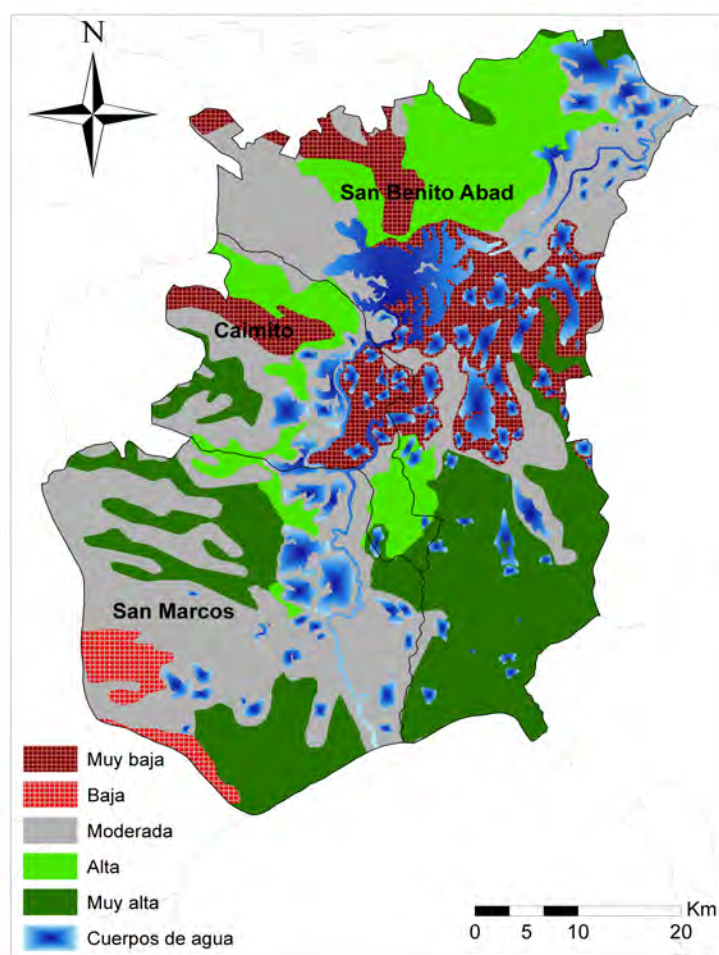 N
San Benito Abad
Caimito
San Marcos
Muy baja
Baja
Moderada
Alta
Muy alta
Cuerpos de agua
Km
0 5 10 20